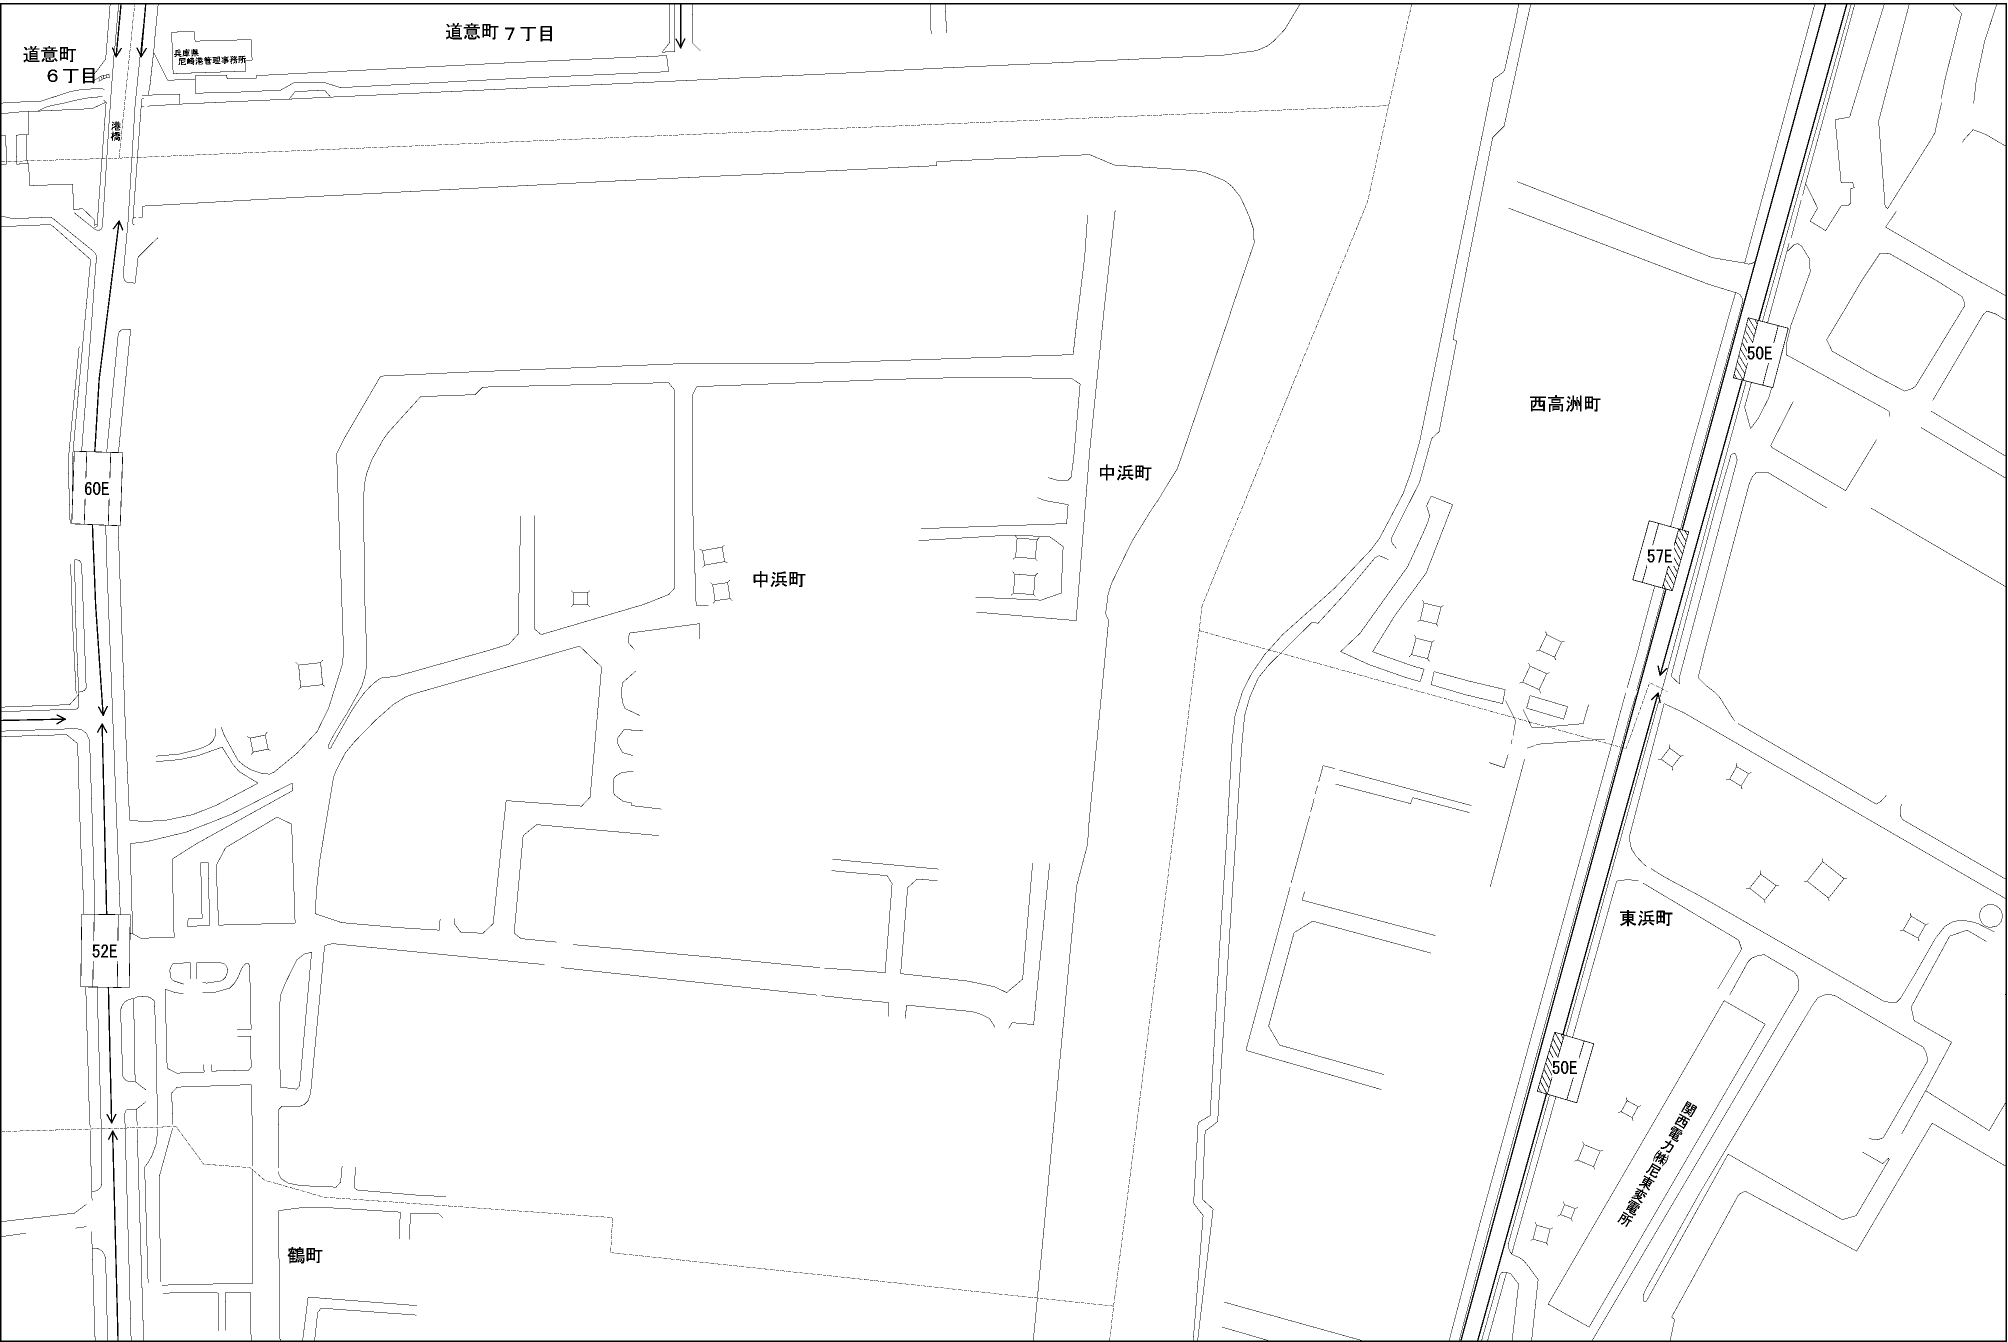 道意町
６丁目
兵庫県
尼崎港管理事務所
道意町７丁目
港橋
50E
西高洲町
中浜町
60E
57E
中浜町
東浜町
52E
50E
関西電力㈱尼東変電所
鶴町